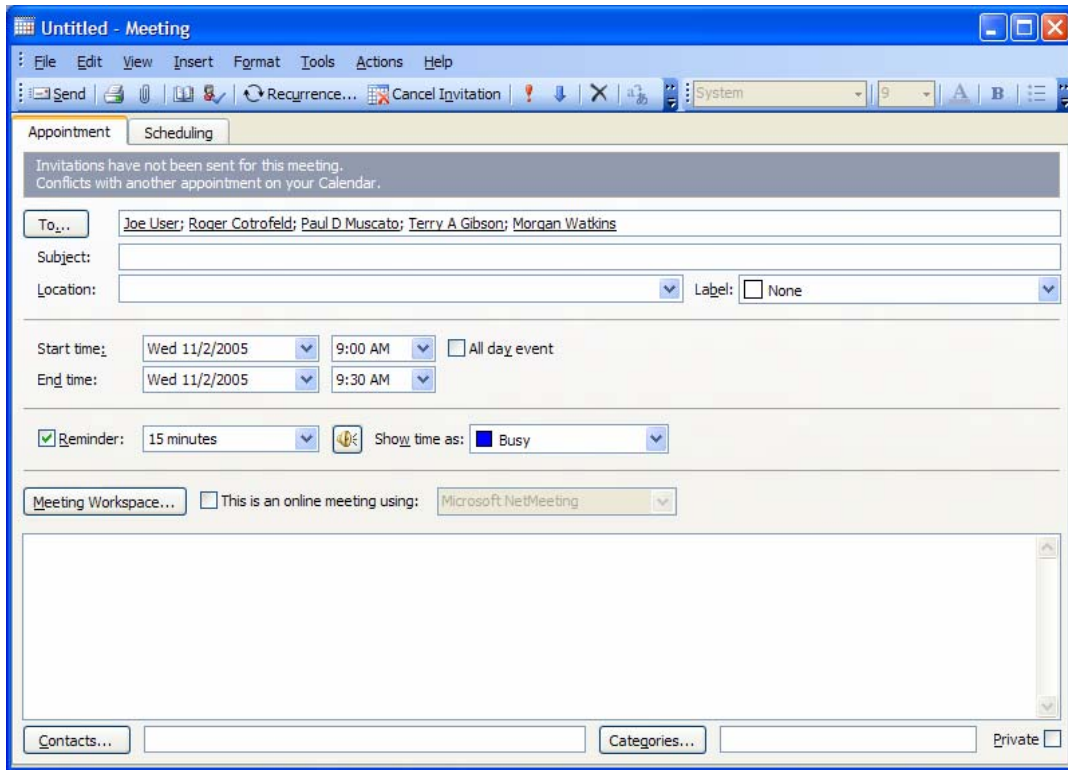 Untitled - Meeting
File Edit View Insert Format Tools Actions Help
Send Recurrence... Cancel Invitation System 9 A B
Appointment Scheduling
Invitations have not been sent for this meeting.
Conflicts with another appointment on your Calendar.
To... Joe User; Roger Cotrofeld; Paul D Muscato; Terry A Gibson; Morgan Watkins
Subject:
Location: Label: None
Start time: Wed 11/2/2005 9:00 AM All day event
End time: Wed 11/2/2005 9:30 AM
Reminder: 15 minutes Show time as: Busy
Meeting Workspace... This is an online meeting using: Microsoft NetMeeting
Contacts... Categories... Private